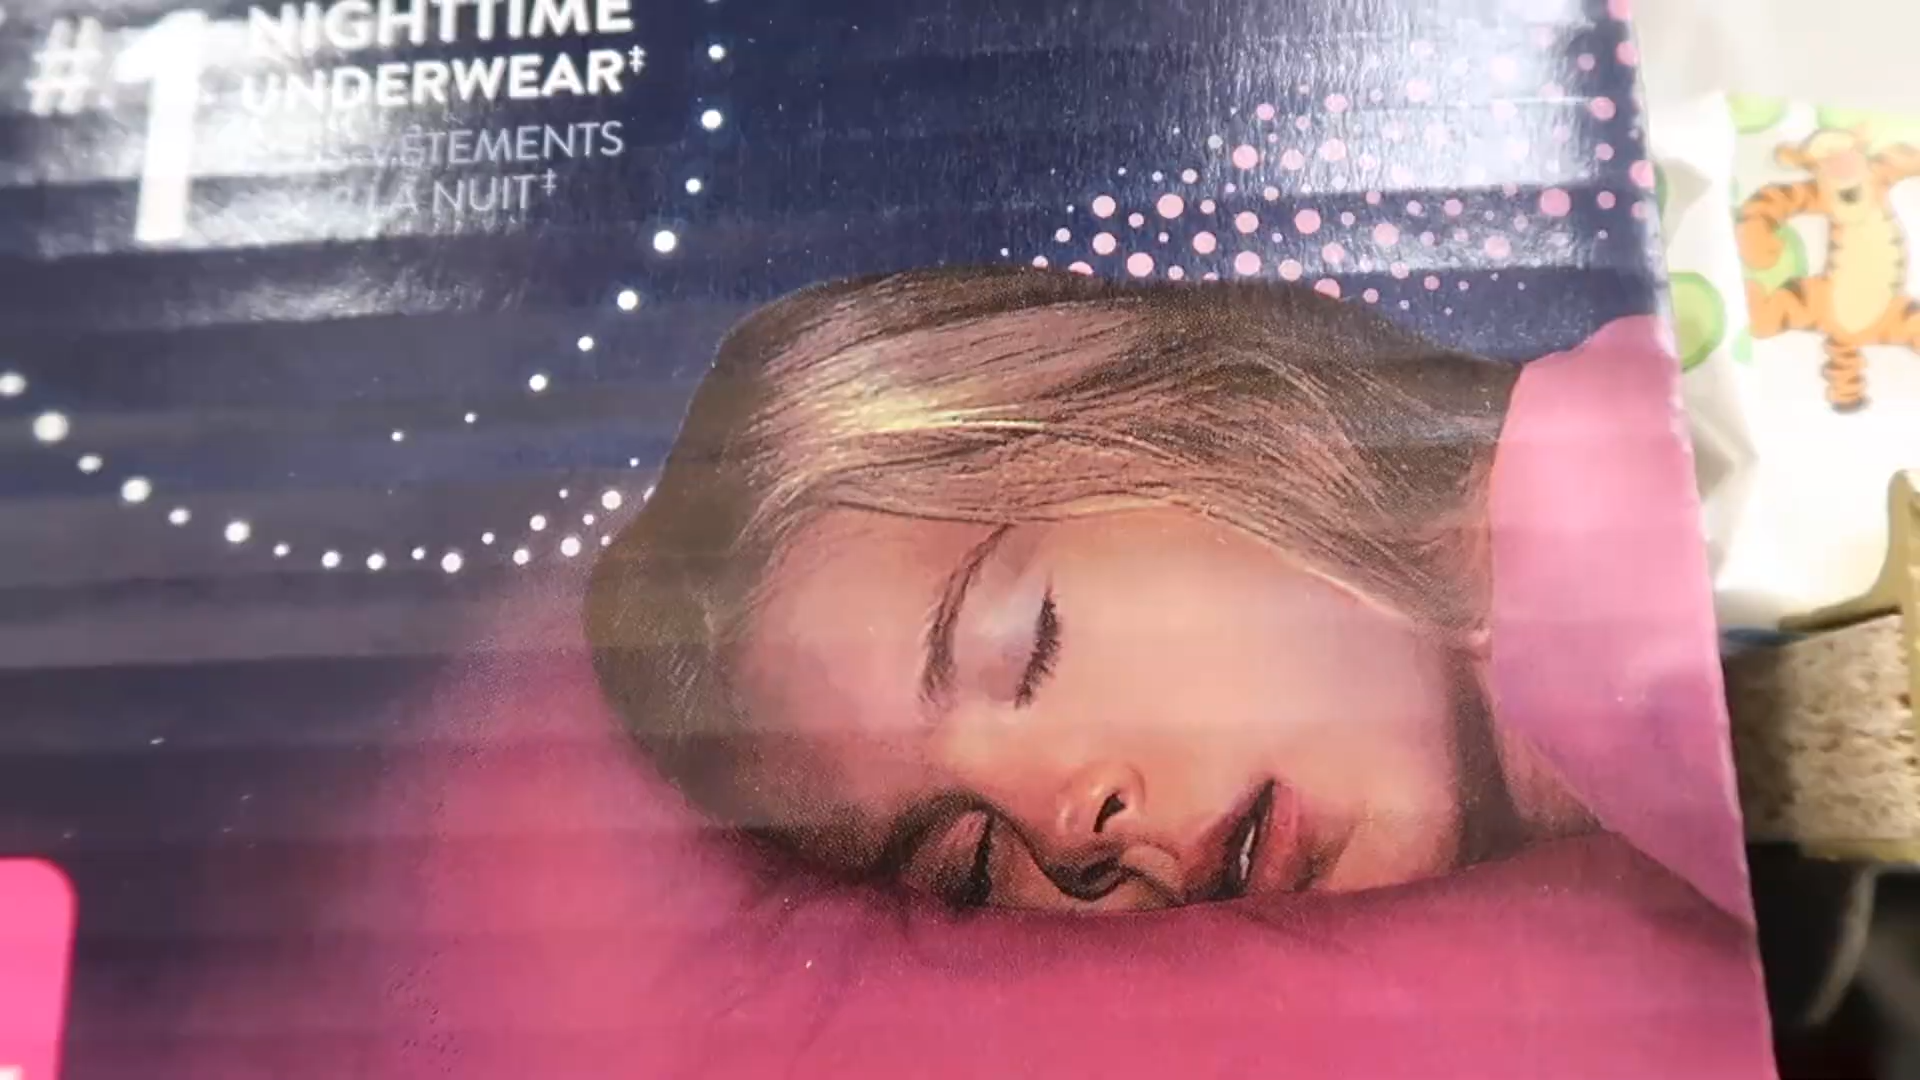 #1 NIGHTTIME
UNDERWEAR‡
VÊTEMENTS
LA NUIT‡